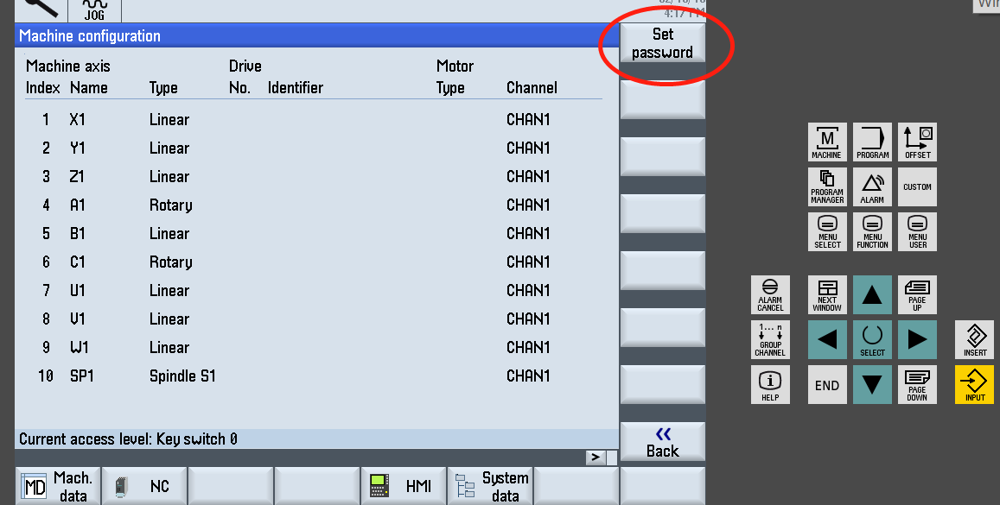 JOG
4:17 PM
Machine configuration
Set
password
Machine axis Drive Motor
Index Name Type No. Identifier Type Channel
1 X1 Linear CHAN1
2 Y1 Linear CHAN1
3 Z1 Linear CHAN1
4 A1 Rotary CHAN1
5 B1 Linear CHAN1
6 C1 Rotary CHAN1
7 U1 Linear CHAN1
8 V1 Linear CHAN1
9 W1 Linear CHAN1
10 SP1 Spindle S1 CHAN1
Current access level: Key switch 0
>
Back
MD Mach.
data
NC
HMI
System
data
M
MACHINE
PROGRAM
OFFSET
PROGRAM
MANAGER
ALARM
CUSTOM
MENU
SELECT
MENU
FUNCTION
MENU
USER
ALARM
CANCEL
NEXT
WINDOW
PAGE
UP
1... n
GROUP
CHANNEL
SELECT
INSERT
HELP
END
PAGE
DOWN
INPUT